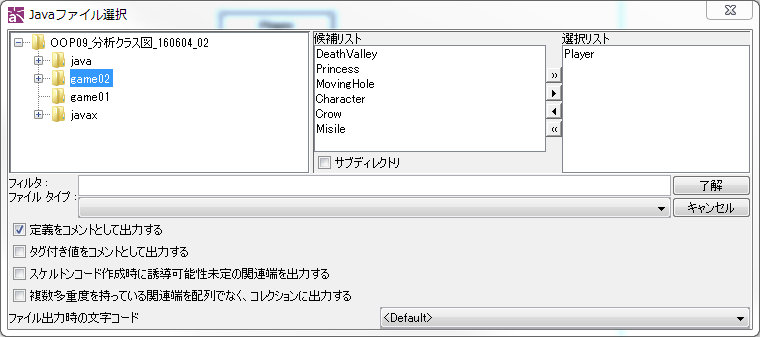 Javaファイル選択
OOP09_分析クラス図_160604_02
java
game02
game01
javax
候補リスト
DeathValley
Princess
MovingHole
Character
Crow
Misile
サブディレクトリ
選択リスト
Player
フィルタ :
了解
ファイル タイプ :
キャンセル
定義をコメントとして出力する
タグ付き値をコメントとして出力する
スケルトンコード作成時に誘導可能性未定の関連端を出力する
複数多重度を持っている関連端を配列でなく、コレクションに出力する
ファイル出力時の文字コード
<Default>